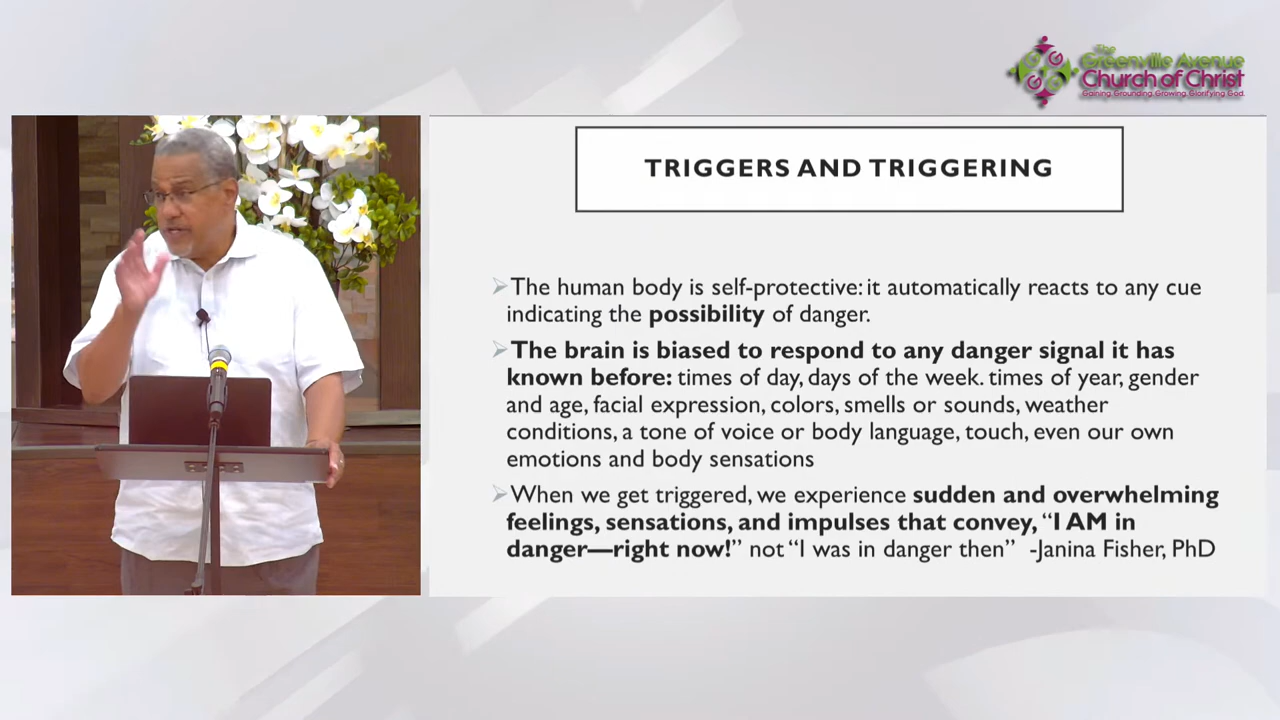 The
Greenville Avenue
Church of Christ
Gaining. Grounding. Growing. Glorifying God.
TRIGGERS AND TRIGGERING
The human body is self-protective: it automatically reacts to any cue
indicating the possibility of danger.
The brain is biased to respond to any danger signal it has
known before: times of day, days of the week. times of year, gender
and age, facial expression, colors, smells or sounds, weather
conditions, a tone of voice or body language, touch, even our own
emotions and body sensations
When we get triggered, we experience sudden and overwhelming
feelings, sensations, and impulses that convey, “I AM in
danger—right now!” not “I was in danger then” -Janina Fisher, PhD